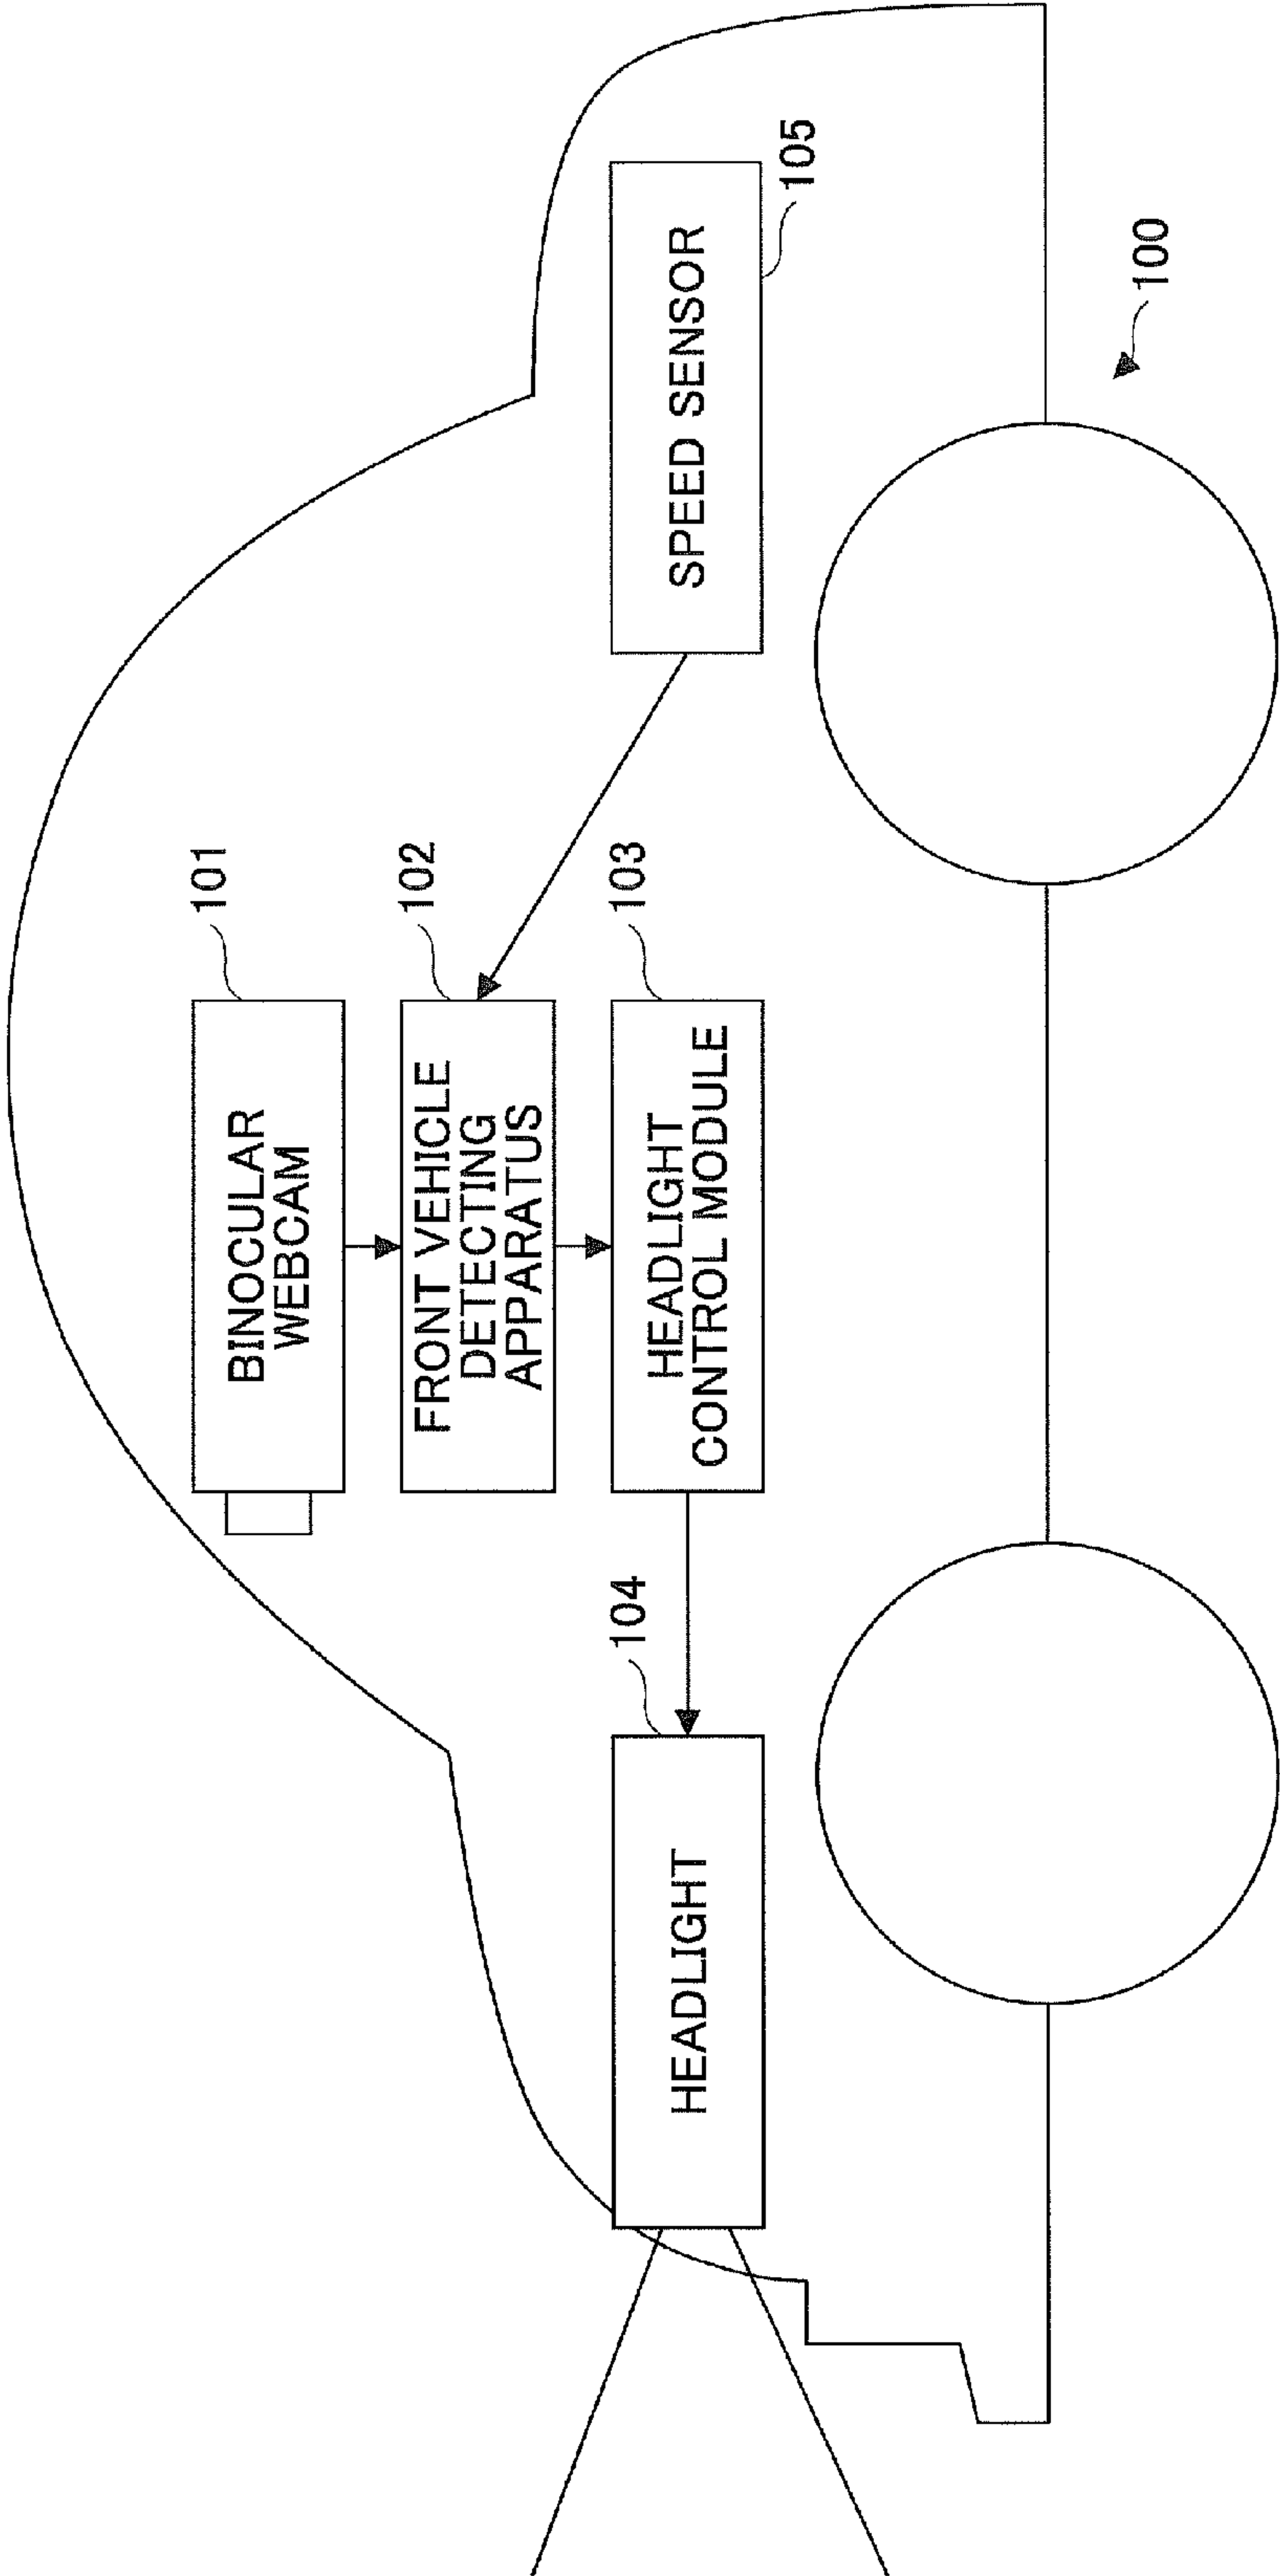 101
BINOCULAR
WEBCAM
102
FRONT VEHICLE
DETECTING
APPARATUS
103
HEADLIGHT
CONTROL MODULE
104
HEADLIGHT
SPEED SENSOR
105
100